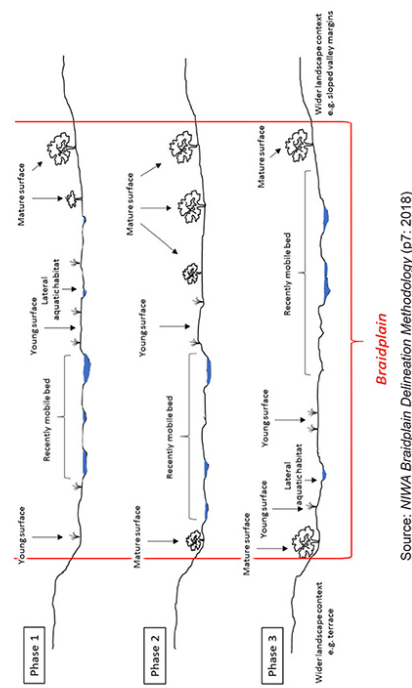 Phase 1
Young surface
Recently mobile bed
Young surface
Lateral
aquatic habitat
Mature surface
Phase 2
Mature surface
Recently mobile bed
Young surface
Mature surface
Phase 3
Mature surface
Young surface
Lateral
aquatic habitat
Young surface
Recently mobile bed
Mature surface
Wider landscape context
e.g. terrace
Wider landscape context
e.g. sloped valley margins
Braidplain
Source: NIWA Braidplain Delineation Methodology (p7: 2018)